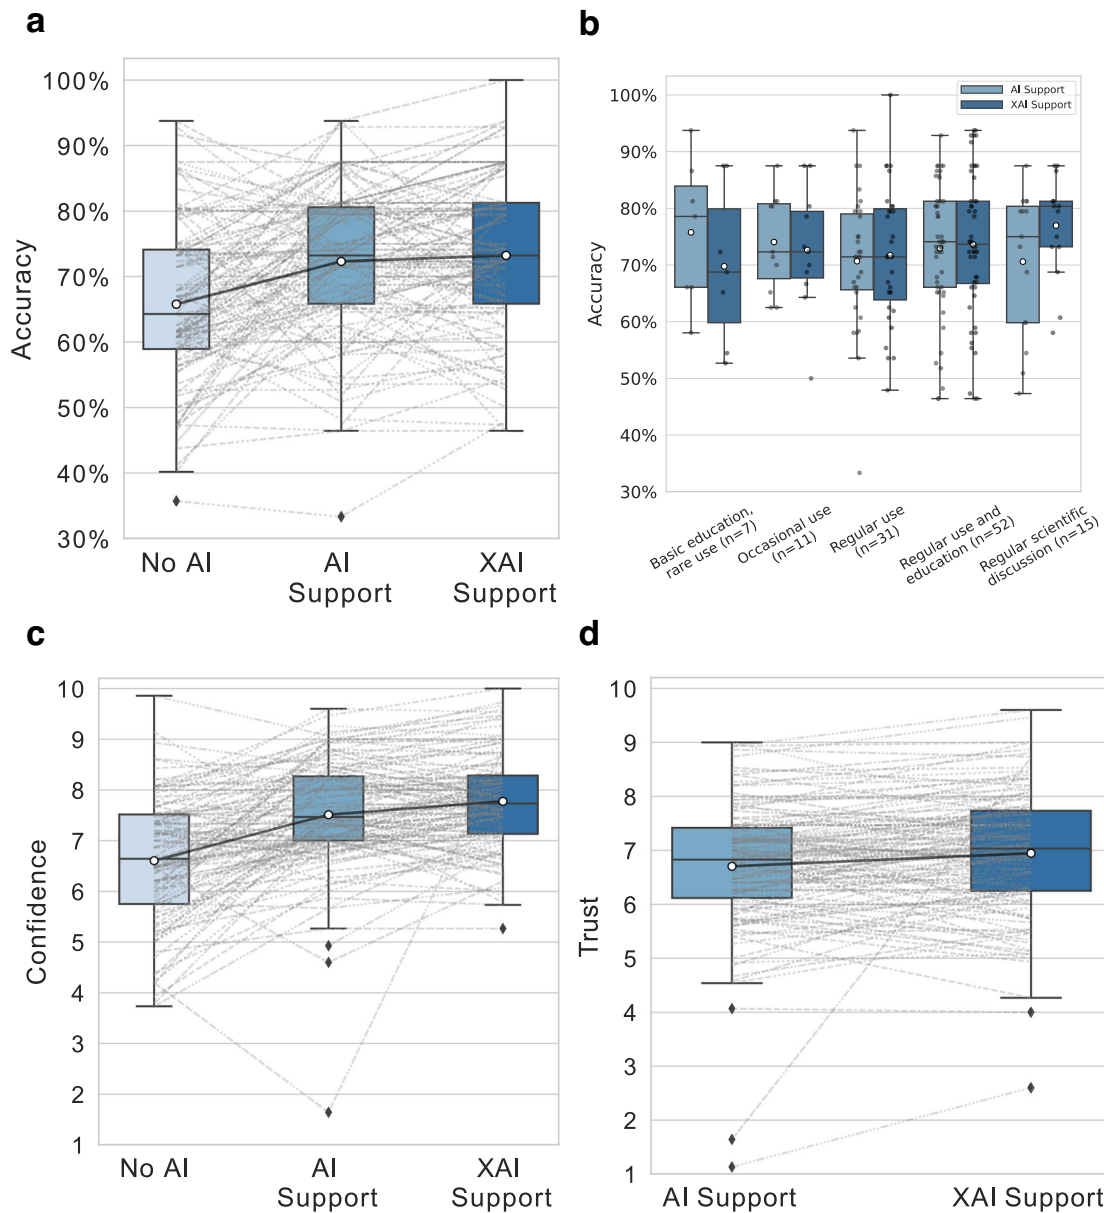 a
100%
90%
80%
70%
60%
50%
40%
30%
Accuracy
No AI
AI
Support
XAI
Support
b
100%
90%
80%
70%
60%
50%
40%
30%
Accuracy
AI Support
XAI Support
Basic education,
rare use (n=7)
Occasional use
(n=11)
Regular use
(n=31)
Regular use and
education (n=52)
Regular scientific
discussion (n=15)
c
10
9
8
7
6
5
4
3
2
1
Confidence
No AI
AI
Support
XAI
Support
d
10
9
8
7
6
5
4
3
2
1
Trust
AI Support
XAI Support